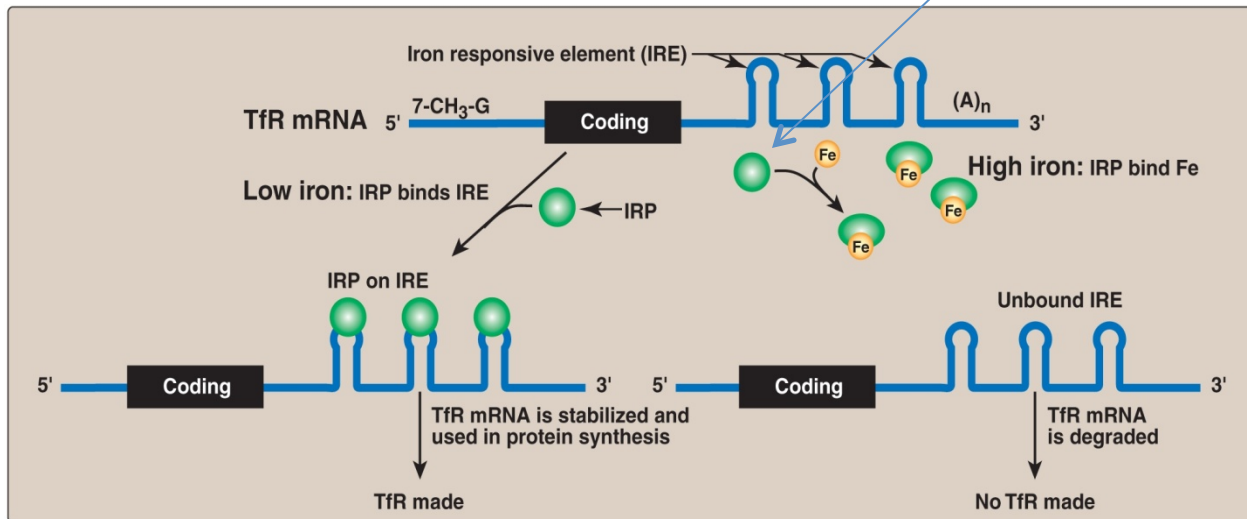 Iron responsive element (IRE)
7-CH₃-G
(A)ₙ
TfR mRNA 5' Coding 3'
Fe
Fe
High iron: IRP bind Fe
Low iron: IRP binds IRE
Fe
IRP
Fe
IRP on IRE
Unbound IRE
5' Coding 3'
5' Coding 3'
TfR mRNA is stabilized and
used in protein synthesis
TfR mRNA
is degraded
TfR made
No TfR made